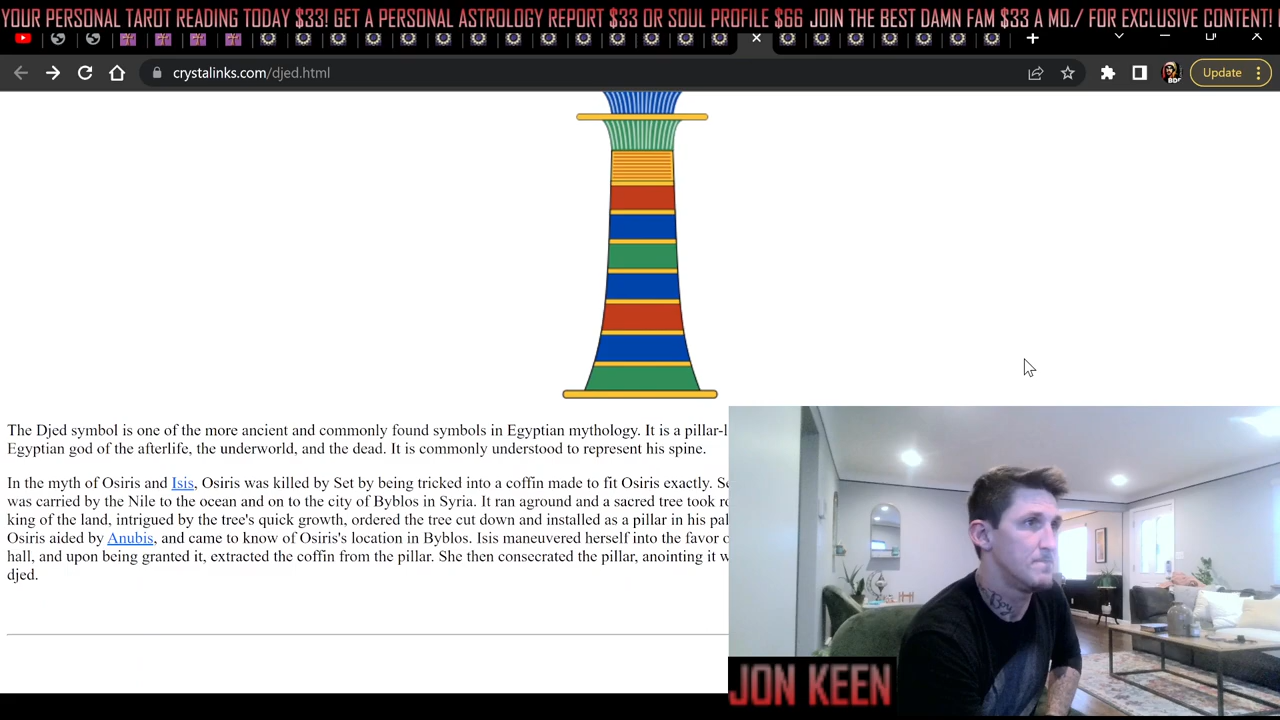 YOUR PERSONAL TAROT READING TODAY $33! GET A PERSONAL ASTROLOGY REPORT $33 OR SOUL PROFILE $66 JOIN THE BEST DAMN FAM $33 A MO./ FOR EXCLUSIVE CONTENT!
crystalinks.com/djed.html
Update
The Djed symbol is one of the more ancient and commonly found symbols in Egyptian mythology. It is a pillar-l
Egyptian god of the afterlife, the underworld, and the dead. It is commonly understood to represent his spine.
In the myth of Osiris and Isis, Osiris was killed by Set by being tricked into a coffin made to fit Osiris exactly. Se
was carried by the Nile to the ocean and on to the city of Byblos in Syria. It ran aground and a sacred tree took ro
king of the land, intrigued by the tree's quick growth, ordered the tree cut down and installed as a pillar in his pal
Osiris aided by Anubis, and came to know of Osiris's location in Byblos. Isis maneuvered herself into the favor o
hall, and upon being granted it, extracted the coffin from the pillar. She then consecrated the pillar, anointing it w
djed.
Boy
JON KEEN